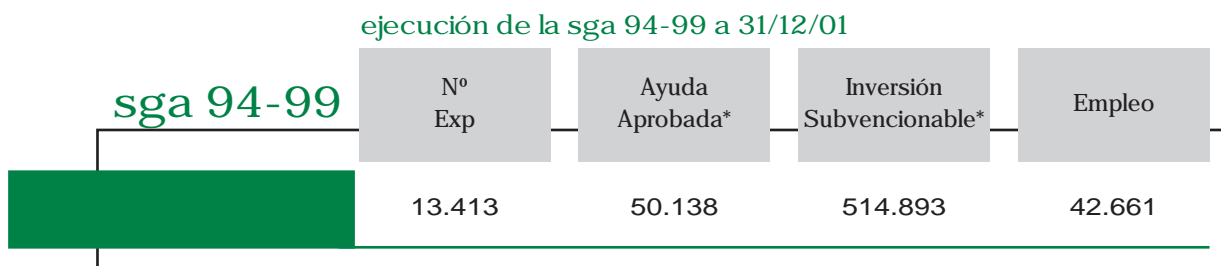 ejecución de la sga 94-99 a 31/12/01
sga 94-99
Nº
Exp
Ayuda
Aprobada*
Inversión
Subvencionable*
Empleo
13.413 50.138 514.893 42.661